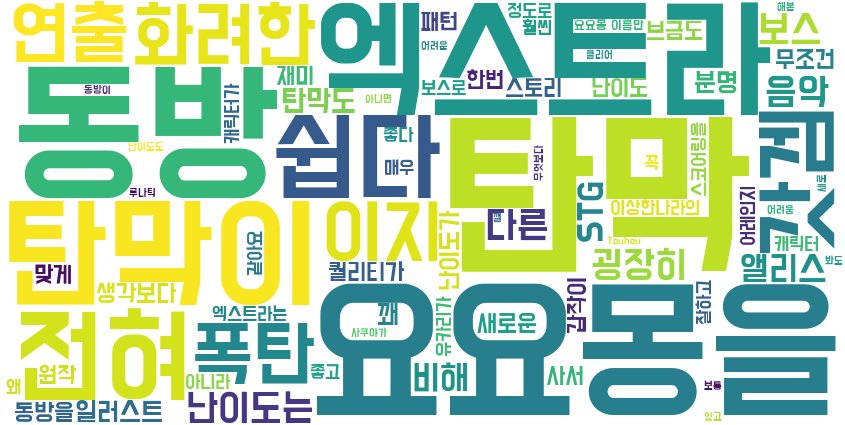 연출
화려한
엑스트라
패턴
정도로
훨씬
요요몽 이름만
브금도
해본
보스
어려움
클리어
무조건
동방
동방이
캐릭터가
재미
탄막도
아니면
보스로
한번
스토리
난이도
분명
음악
난이도도
쉽다
좋다
매우
무엇보다
탄막
꼭
스코어링을
갓겜
새로
루나틱
탄막이
이지
난이도가
다른
맵
STG
이상한나라의
Touhou
어레인지
어려움
캐릭터
맞게
같아요
퀄리티가
굉장히
앨리스
봐도
생각보다
엑스트라는
꽤
사쿠야가
유카리가
새로운
갑작이
잘하고
전혀
폭탄
요요몽을
왜
원작
아니라
좋고
비해
사서
보통
동방을일러스트
난이도는
있고